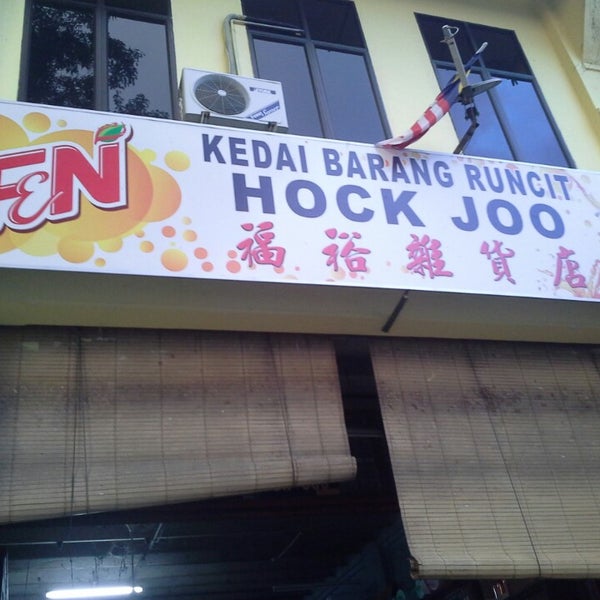 F&N
KEDAI BARANG RUNCIT
HOCK JOO
福裕雜貨店